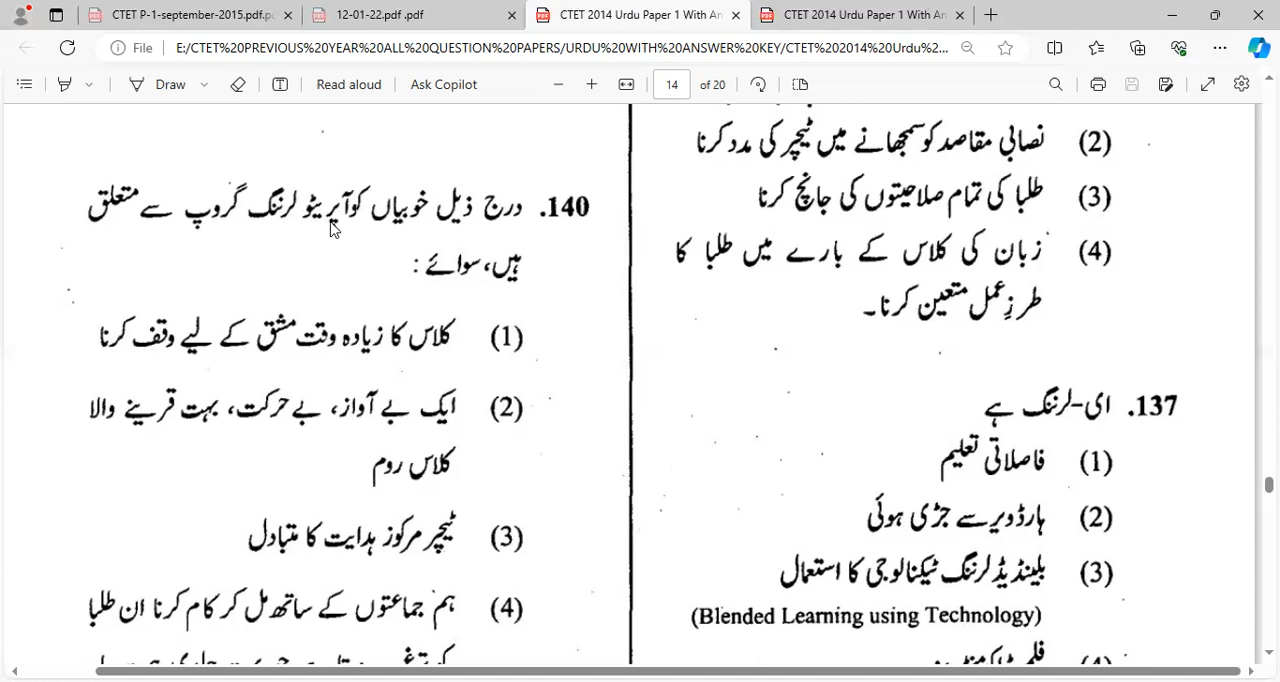 CTET P-1-september-2015.pdf.p
12-01-22.pdf .pdf
CTET 2014 Urdu Paper 1 With An
CTET 2014 Urdu Paper 1 With An
File
E:/CTET%20PREVIOUS%20YEAR%20ALL%20QUESTION%20PAPERS/URDU%20WITH%20ANSWER%20KEY/CTET%202014%20Urdu%2...
Draw
Read aloud
Ask Copilot
14
of 20
(2) نصابی مقاصد کو سمجھانے میں ٹیچر کی مدد کرنا
(3) طلبا کی تمام صلاحیتوں کی جانچ کرنا
(4) زبان کی کلاس کے بارے میں طلبا کا
طرزِ عمل متعین کرنا۔
137. ای-لرننگ ہے
(1) فاصلاتی تعلیم
(2) ہارڈویر سے جڑی ہوئی
(3) بلینڈیڈ لرننگ ٹیکنالوجی کا استعمال
(Blended Learning using Technology)
(4)
140. درج ذیل خوبیاں کوآپریٹو لرننگ گروپ سے متعلق
ہیں، سوائے :
(1) کلاس کا زیادہ وقت مشق کے لیے وقف کرنا
(2) ایک بے آواز، بے حرکت، بہت قرینے والا
کلاس روم
(3) ٹیچر مرکوز ہدایت کا متبادل
(4) ہم جماعتوں کے ساتھ مل کر کام کرنا ان طلبا